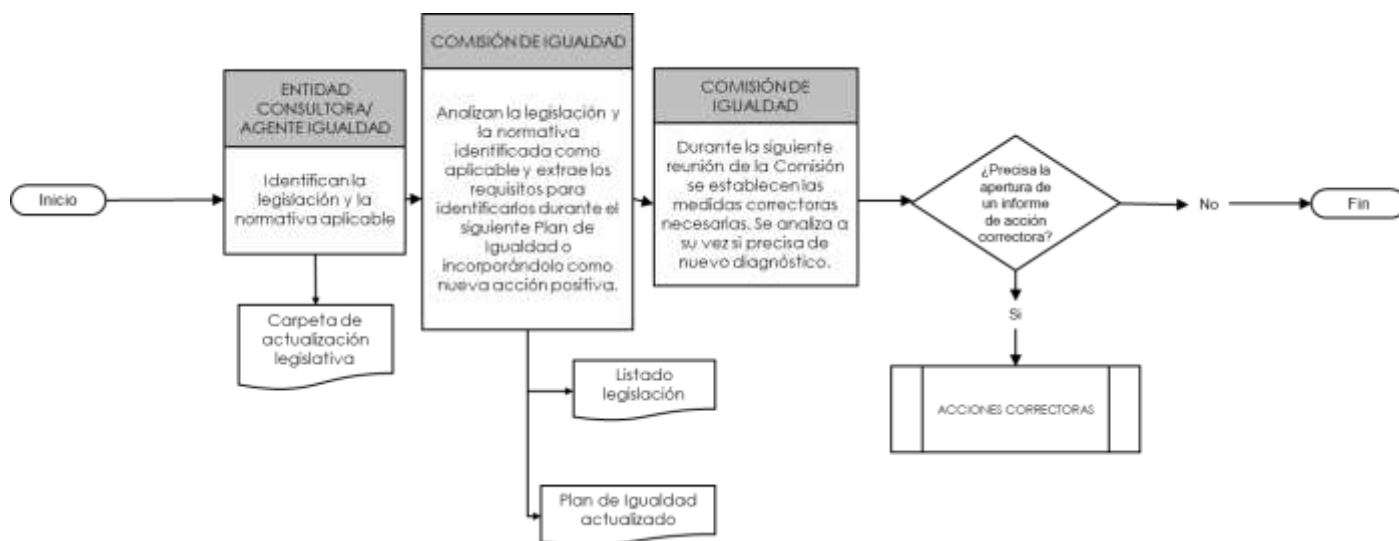 Inicio
ENTIDAD
CONSULTORA/
AGENTE IGUALDAD
Identifican la
legislación y la
normativa aplicable
Carpeta de
actualización
legislativa
COMISIÓN DE IGUALDAD
Analizan la legislación y
la normativa
identificada como
aplicable y extrae los
requisitos para
identificarlos durante el
siguiente Plan de
Igualdad o
incorporándolo como
nueva acción positiva.
Listado
legislación
Plan de Igualdad
actualizado
COMISIÓN DE
IGUALDAD
Durante la siguiente
reunión de la Comisión
se establecen las
medidas correctoras
necesarias. Se analiza a
su vez si precisa de
nuevo diagnóstico.
¿Precisa la
apertura de
un informe
de acción
correctora?
No
Fin
Si
ACCIONES CORRECTORAS